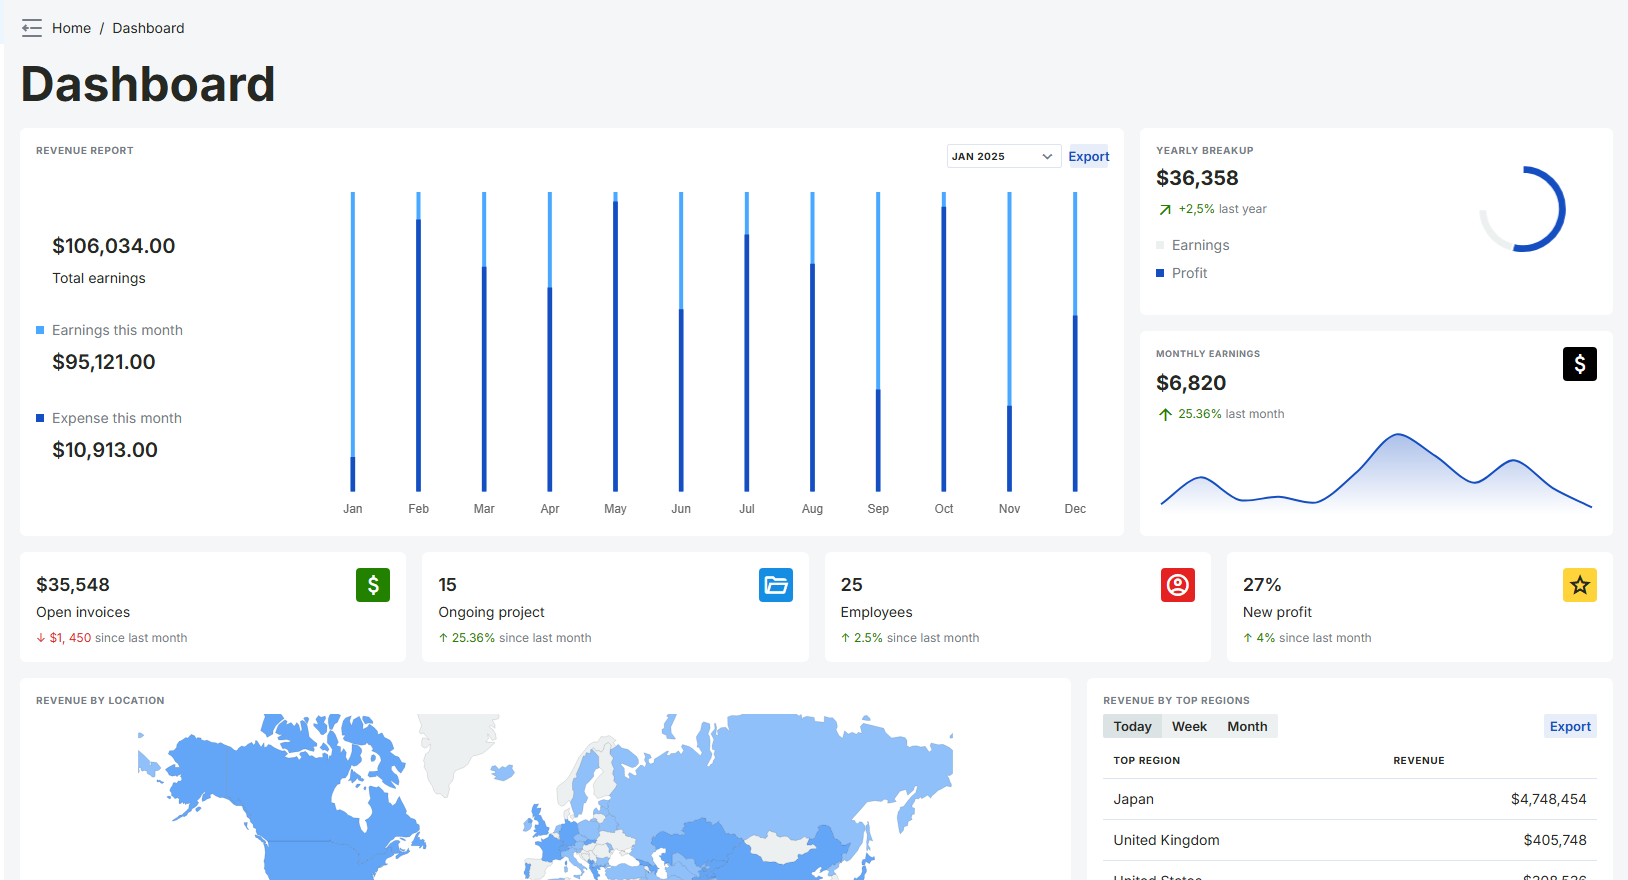 Home / Dashboard
Dashboard
REVENUE REPORT
JAN 2025
Export
$106,034.00
Total earnings
Earnings this month
$95,121.00
Expense this month
$10,913.00
Jan Feb Mar Apr May Jun Jul Aug Sep Oct Nov Dec
YEARLY BREAKUP
$36,358
+2,5% last year
Earnings
Profit
MONTHLY EARNINGS
$
$6,820
25.36% last month
$35,548
$
Open invoices
$1, 450 since last month
15
Ongoing project
25.36% since last month
25
Employees
2.5% since last month
27%
New profit
4% since last month
REVENUE BY LOCATION
REVENUE BY TOP REGIONS
Today Week Month
Export
TOP REGION REVENUE
Japan $4,748,454
United Kingdom $405,748
United States